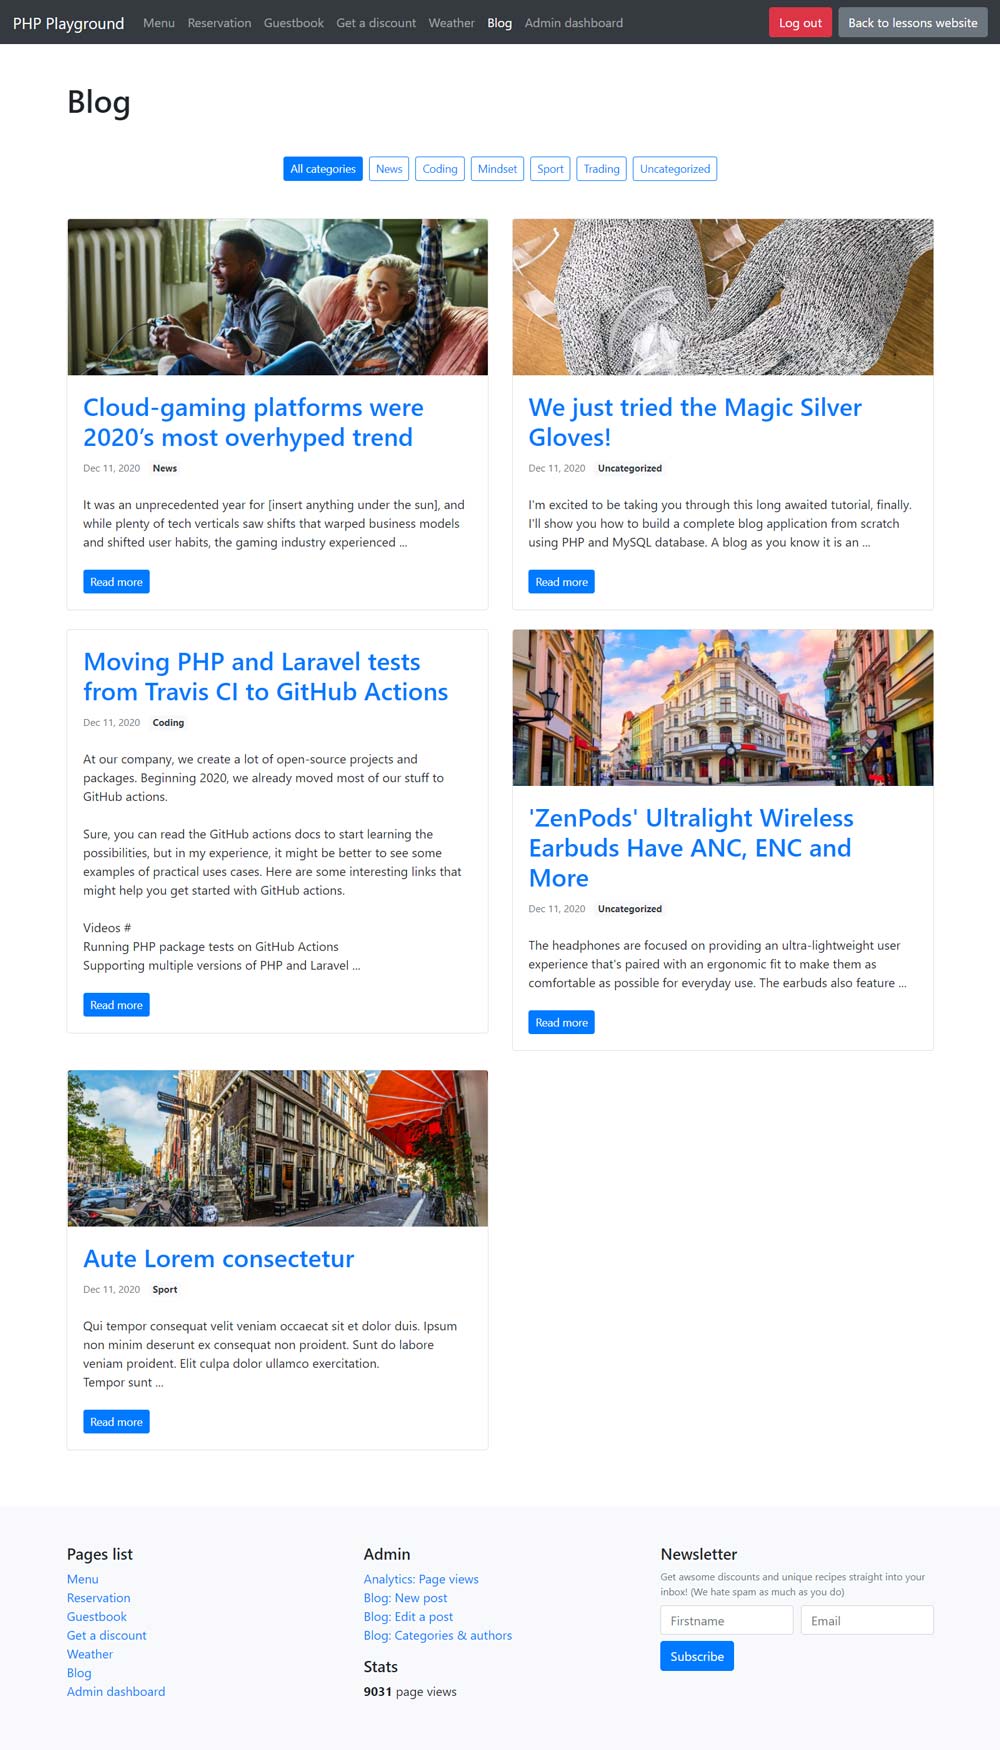 PHP Playground Menu Reservation Guestbook Get a discount Weather Blog Admin dashboard Log out Back to lessons website
Blog
All categories News Coding Mindset Sport Trading Uncategorized
Cloud-gaming platforms were
2020’s most overhyped trend
Dec 11, 2020 News
It was an unprecedented year for [insert anything under the sun], and
while plenty of tech verticals saw shifts that warped business models
and shifted user habits, the gaming industry experienced ...
Read more
We just tried the Magic Silver
Gloves!
Dec 11, 2020 Uncategorized
I'm excited to be taking you through this long awaited tutorial, finally.
I'll show you how to build a complete blog application from scratch
using PHP and MySQL database. A blog as you know it is an ...
Read more
Moving PHP and Laravel tests
from Travis CI to GitHub Actions
Dec 11, 2020 Coding
At our company, we create a lot of open-source projects and
packages. Beginning 2020, we already moved most of our stuff to
GitHub actions.
Sure, you can read the GitHub actions docs to start learning the
possibilities, but in my experience, it might be better to see some
examples of practical uses cases. Here are some interesting links that
might help you get started with GitHub actions.
Videos #
Running PHP package tests on GitHub Actions
Supporting multiple versions of PHP and Laravel ...
Read more
'ZenPods' Ultralight Wireless
Earbuds Have ANC, ENC and
More
Dec 11, 2020 Uncategorized
The headphones are focused on providing an ultra-lightweight user
experience that's paired with an ergonomic fit to make them as
comfortable as possible for everyday use. The earbuds also feature ...
Read more
Aute Lorem consectetur
Dec 11, 2020 Sport
Qui tempor consequat velit veniam occaecat sit et dolor duis. Ipsum
non minim deserunt ex consequat non proident. Sunt do labore
veniam proident. Elit culpa dolor ullamco exercitation.
Tempor sunt ...
Read more
Pages list
Menu
Reservation
Guestbook
Get a discount
Weather
Blog
Admin dashboard
Admin
Analytics: Page views
Blog: New post
Blog: Edit a post
Blog: Categories & authors
Stats
9031 page views
Newsletter
Get awsome discounts and unique recipes straight into your
inbox! (We hate spam as much as you do)
Firstname Email
Subscribe